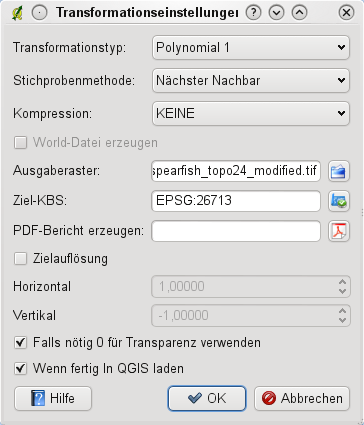 Transformationseinstellungen
Transformationstyp: Polynomial 1
Stichprobenmethode: Nächster Nachbar
Kompression: KEINE
World-Datei erzeugen
Ausgaberaster: spearfish_topo24_modified.tif
Ziel-KBS: EPSG:26713
PDF-Bericht erzeugen:
Zielauflösung
Horizontal 1,00000
Vertikal -1,00000
Falls nötig 0 für Transparenz verwenden
Wenn fertig In QGIS laden
Hilfe OK Abbrechen